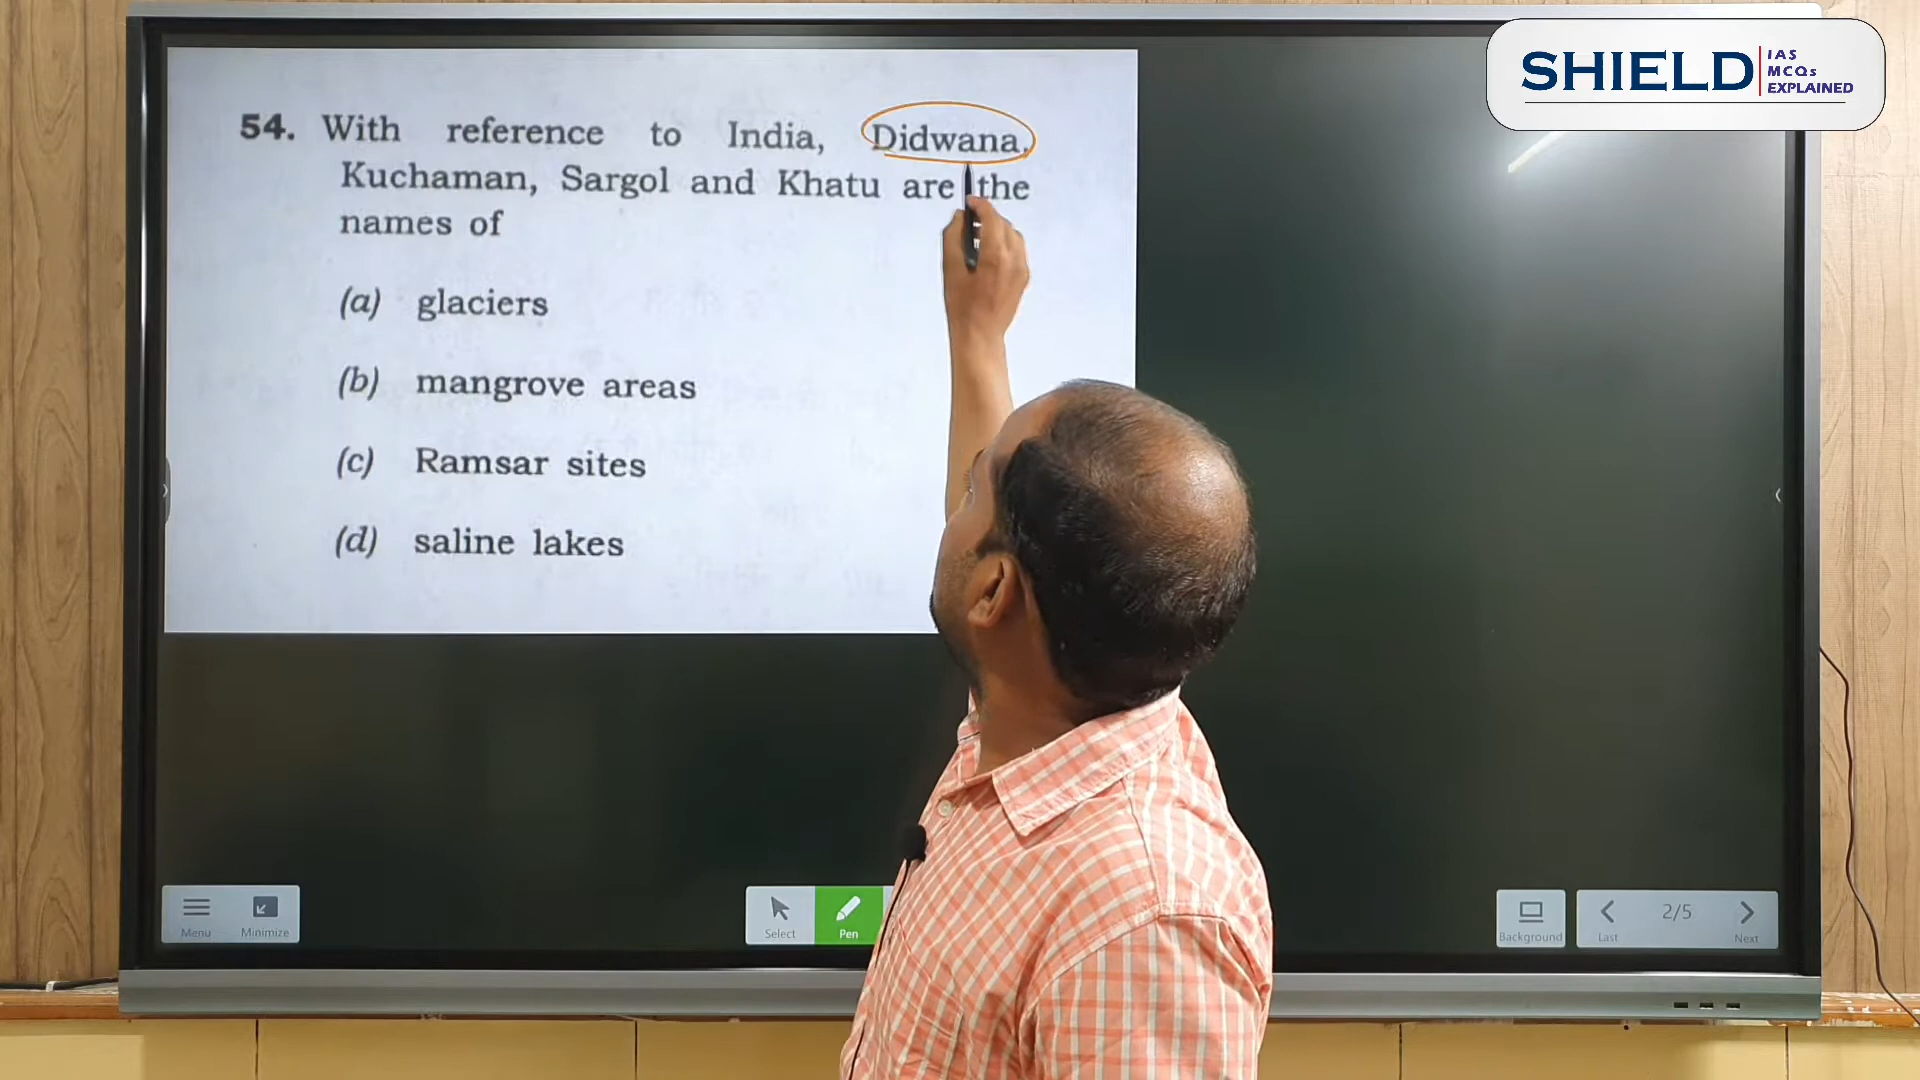 SHIELD
IAS
MCQs
EXPLAINED
54. With reference to India, Didwana,
Kuchaman, Sargol and Khatu are the
names of
(a) glaciers
(b) mangrove areas
(c) Ramsar sites
(d) saline lakes
Menu
Minimize
Select
Pen
Background
Last
2/5
Next